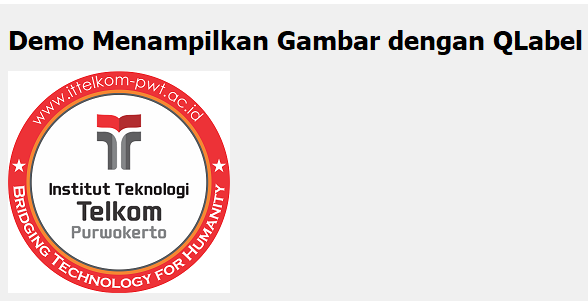 Demo Menampilkan Gambar dengan QLabel
www.ittelkom-pwt.ac.id
Institut Teknologi
Telkom
Purwokerto
BRIDGING TECHNOLOGY FOR HUMANITY